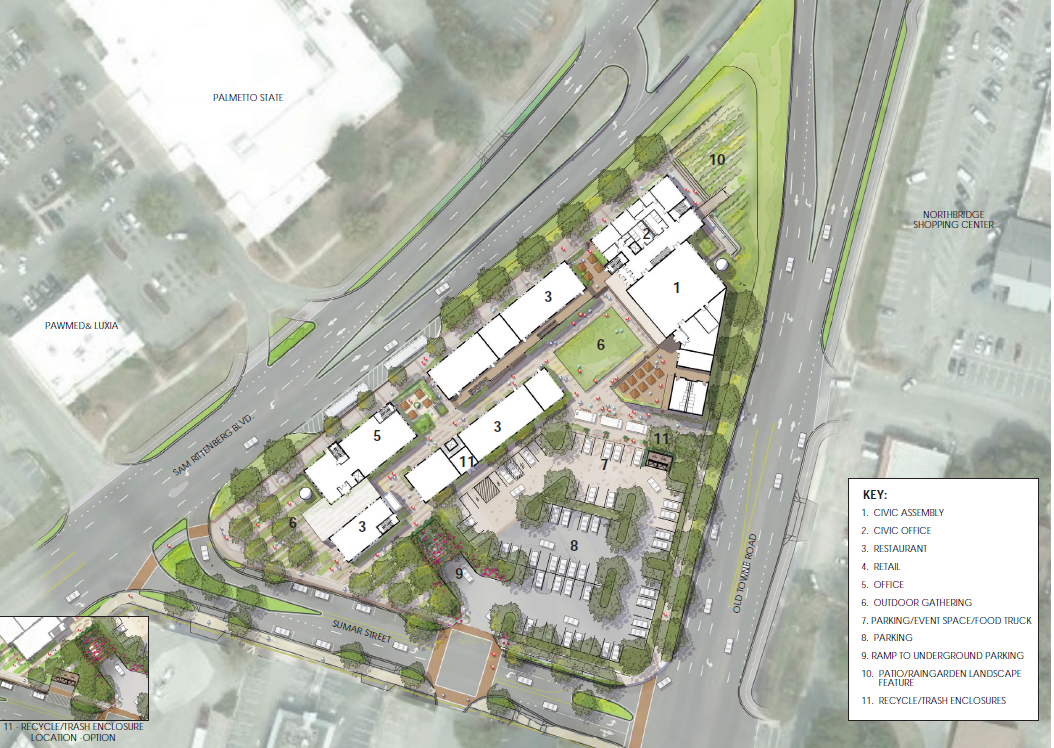 PALMETTO STATE
10
NORTHBRIDGE
SHOPPING CENTER
2
1
3
PAWMED& LUXIA
6
3
5
SAM RITTENBERG BLVD.
11
11
7
6
3
8
9
OLD TOWNE ROAD
SUMAR STREET
KEY:
1. CIVIC ASSEMBLY
2. CIVIC OFFICE
3. RESTAURANT
4. RETAIL
5. OFFICE
6. OUTDOOR GATHERING
7. PARKING/EVENT SPACE/FOOD TRUCK
8. PARKING
9. RAMP TO UNDERGROUND PARKING
10. PATIO/RAINGARDEN LANDSCAPE
FEATURE
11. RECYCLE/TRASH ENCLOSURES
11 - RECYCLE/TRASH ENCLOSURE
LOCATION -OPTION